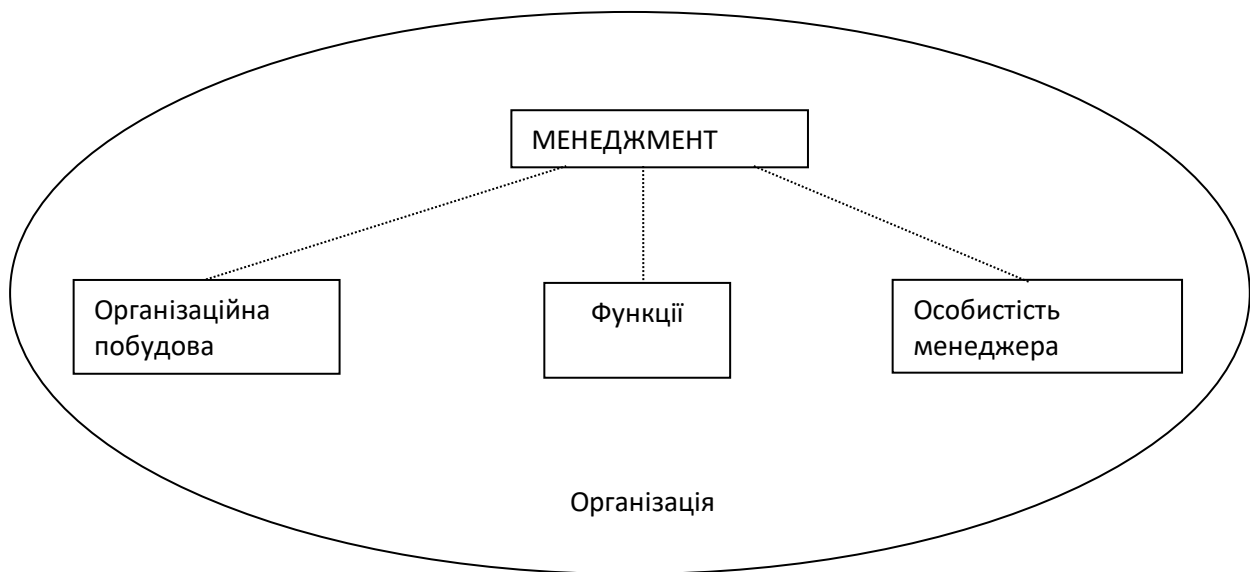 МЕНЕДЖМЕНТ
Організаційна
побудова
Функції
Особистість
менеджера
Організація